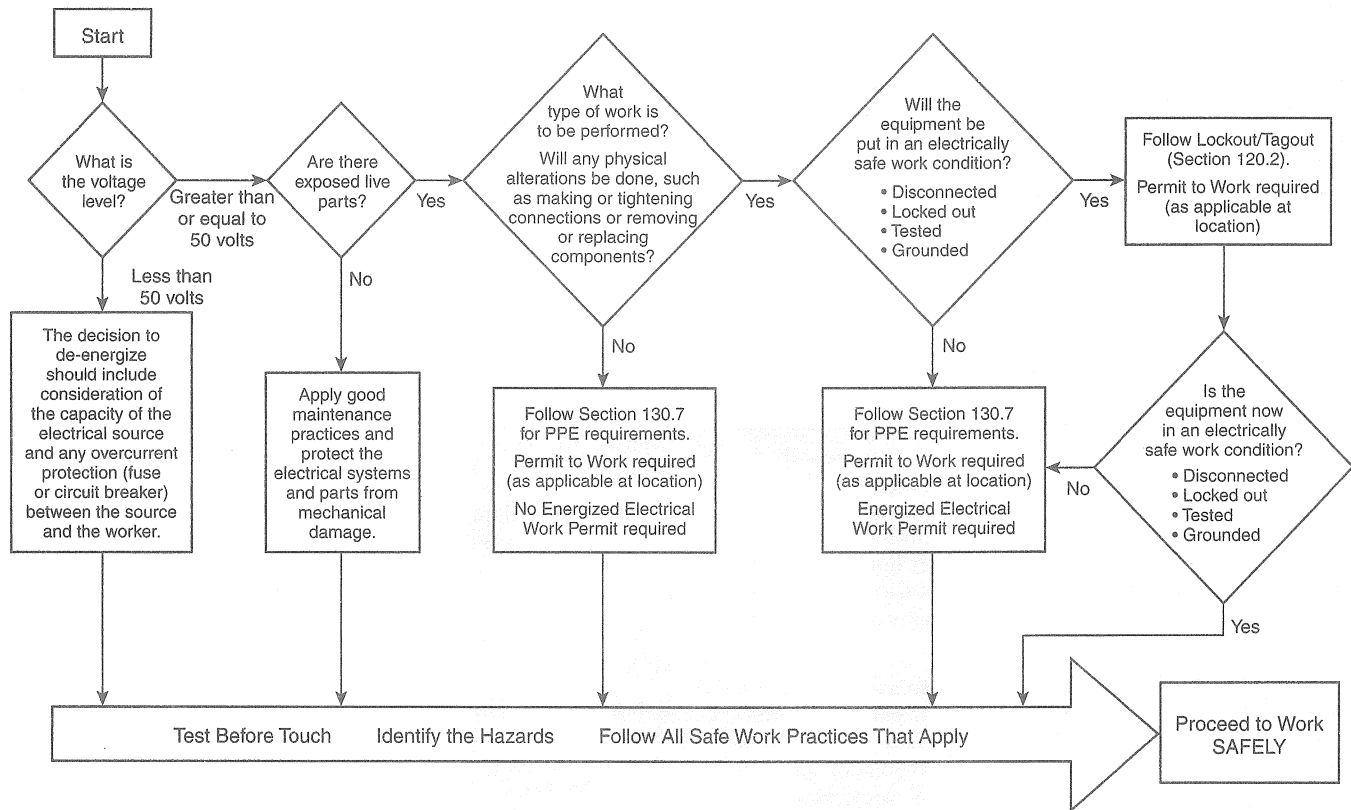 Start
What is
the voltage
level?
Greater than
or equal to
50 volts
Less than
50 volts
The decision to
de-energize
should include
consideration of
the capacity of the
electrical source
and any overcurrent
protection (fuse
or circuit breaker)
between the source
and the worker.
Are there
exposed live
parts?
Yes
No
Apply good
maintenance
practices and
protect the
electrical systems
and parts from
mechanical
damage.
What
type of work is
to be performed?
Will any physical
alterations be done, such
as making or tightening
connections or removing
or replacing
components?
Yes
No
Follow Section 130.7
for PPE requirements.
Permit to Work required
(as applicable at location)
No Energized Electrical
Work Permit required
Will the
equipment be
put in an electrically
safe work condition?
• Disconnected
• Locked out
• Tested
• Grounded
Yes
No
Follow Section 130.7
for PPE requirements.
Permit to Work required
(as applicable at location)
Energized Electrical
Work Permit required
Follow Lockout/Tagout
(Section 120.2).
Permit to Work required
(as applicable at
location)
Is the
equipment now
in an electrically
safe work condition?
• Disconnected
• Locked out
• Tested
• Grounded
No
Yes
Test Before Touch Identify the Hazards Follow All Safe Work Practices That Apply
Proceed to Work
SAFELY